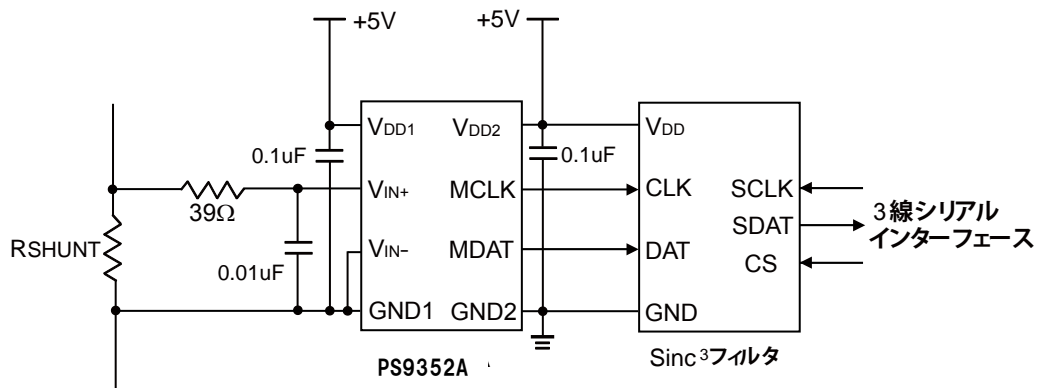 +5V
+5V
VDD1
VDD2
VDD
0.1uF
0.1uF
VIN+
MCLK
CLK
SCLK
39Ω
3線シリアル
インターフェース
SDAT
RSHUNT
VIN−
MDAT
DAT
0.01uF
CS
GND1
GND2
GND
PS9352A
Sinc³フィルタ